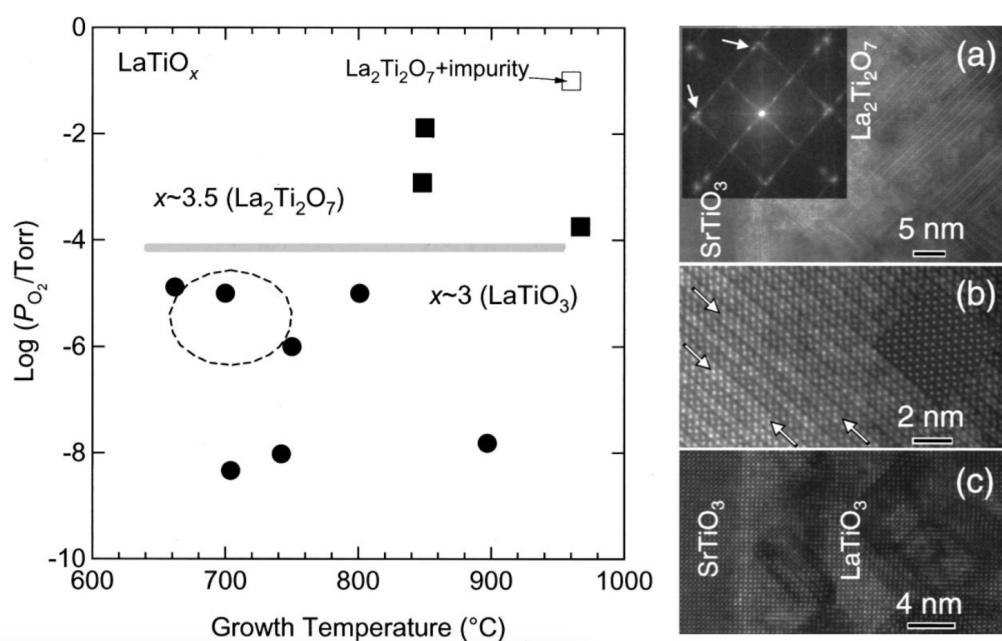 LaTiOₓ
La₂Ti₂O₇+impurity
x~3.5 (La₂Ti₂O₇)
x~3 (LaTiO₃)
0
-2
-4
-6
-8
-10
Log (P_O₂/Torr)
600
700
800
900
1000
Growth Temperature (°C)
(a)
La₂Ti₂O₇
SrTiO₃
5 nm
(b)
2 nm
(c)
SrTiO₃
LaTiO₃
4 nm